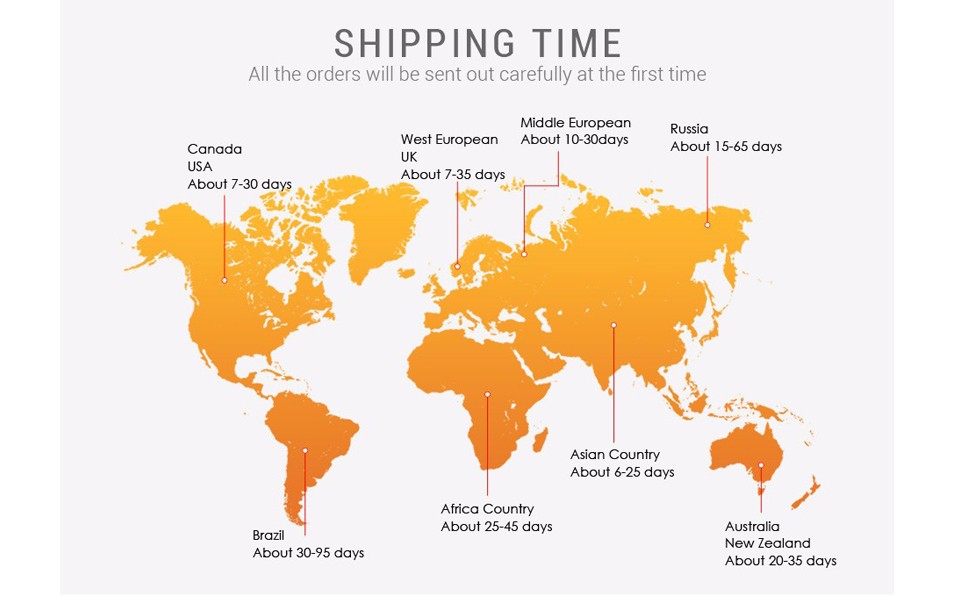 SHIPPING TIME
All the orders will be sent out carefully at the first time
Canada
USA
About 7-30 days
West European
UK
About 7-35 days
Middle European
About 10-30days
Russia
About 15-65 days
Asian Country
About 6-25 days
Africa Country
About 25-45 days
Brazil
About 30-95 days
Australia
New Zealand
About 20-35 days